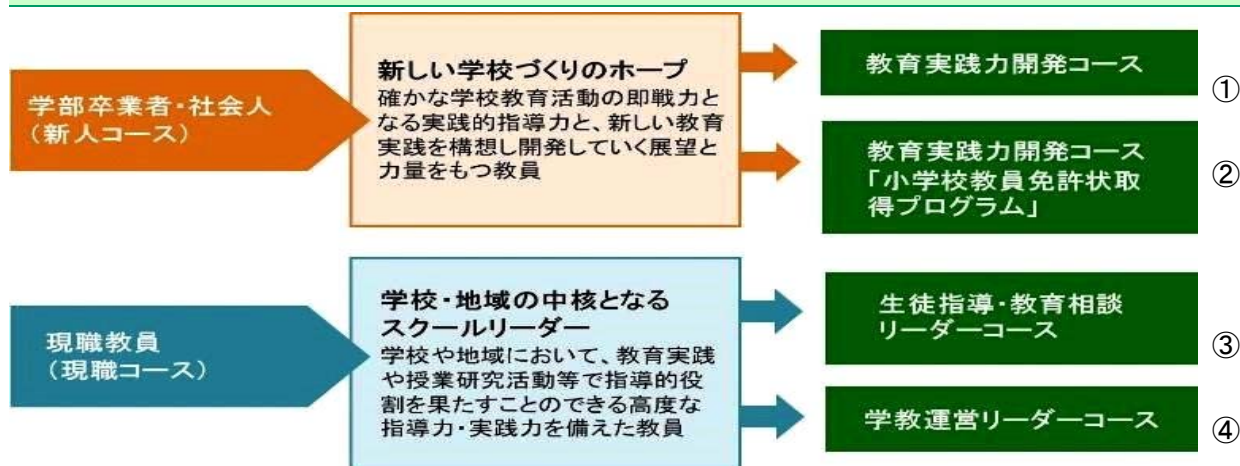 学部卒業者・社会人
（新人コース）
新しい学校づくりのホープ
確かな学校教育活動の即戦力と
なる実践的指導力と、新しい教育
実践を構想し開発していく展望と
力量をもつ教員
教育実践力開発コース
①
教育実践力開発コース
「小学校教員免許状取
得プログラム」
②
現職教員
（現職コース）
学校・地域の中核となる
スクールリーダー
学校や地域において、教育実践
や授業研究活動等で指導的役
割を果たすことのできる高度な
指導力・実践力を備えた教員
生徒指導・教育相談
リーダーコース
③
学教運営リーダーコース
④